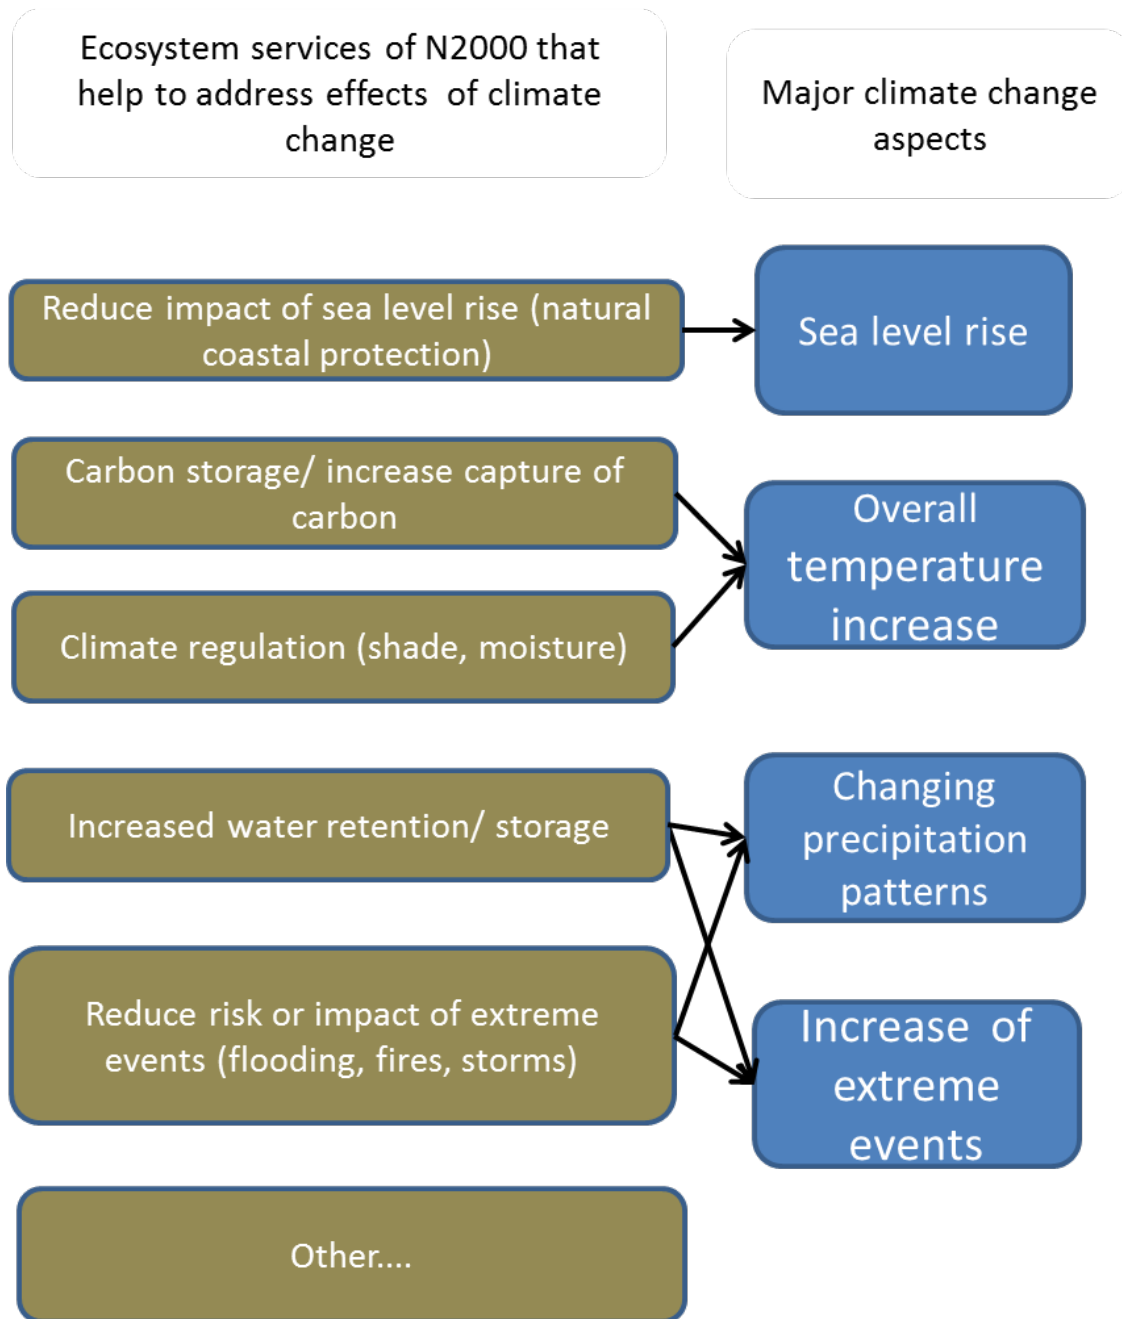 Ecosystem services of N2000 that
help to address effects of climate
change
Major climate change
aspects
Reduce impact of sea level rise (natural
coastal protection)
Sea level rise
Carbon storage/ increase capture of
carbon
Overall
temperature
increase
Climate regulation (shade, moisture)
Increased water retention/ storage
Changing
precipitation
patterns
Reduce risk or impact of extreme
events (flooding, fires, storms)
Increase of
extreme
events
Other....